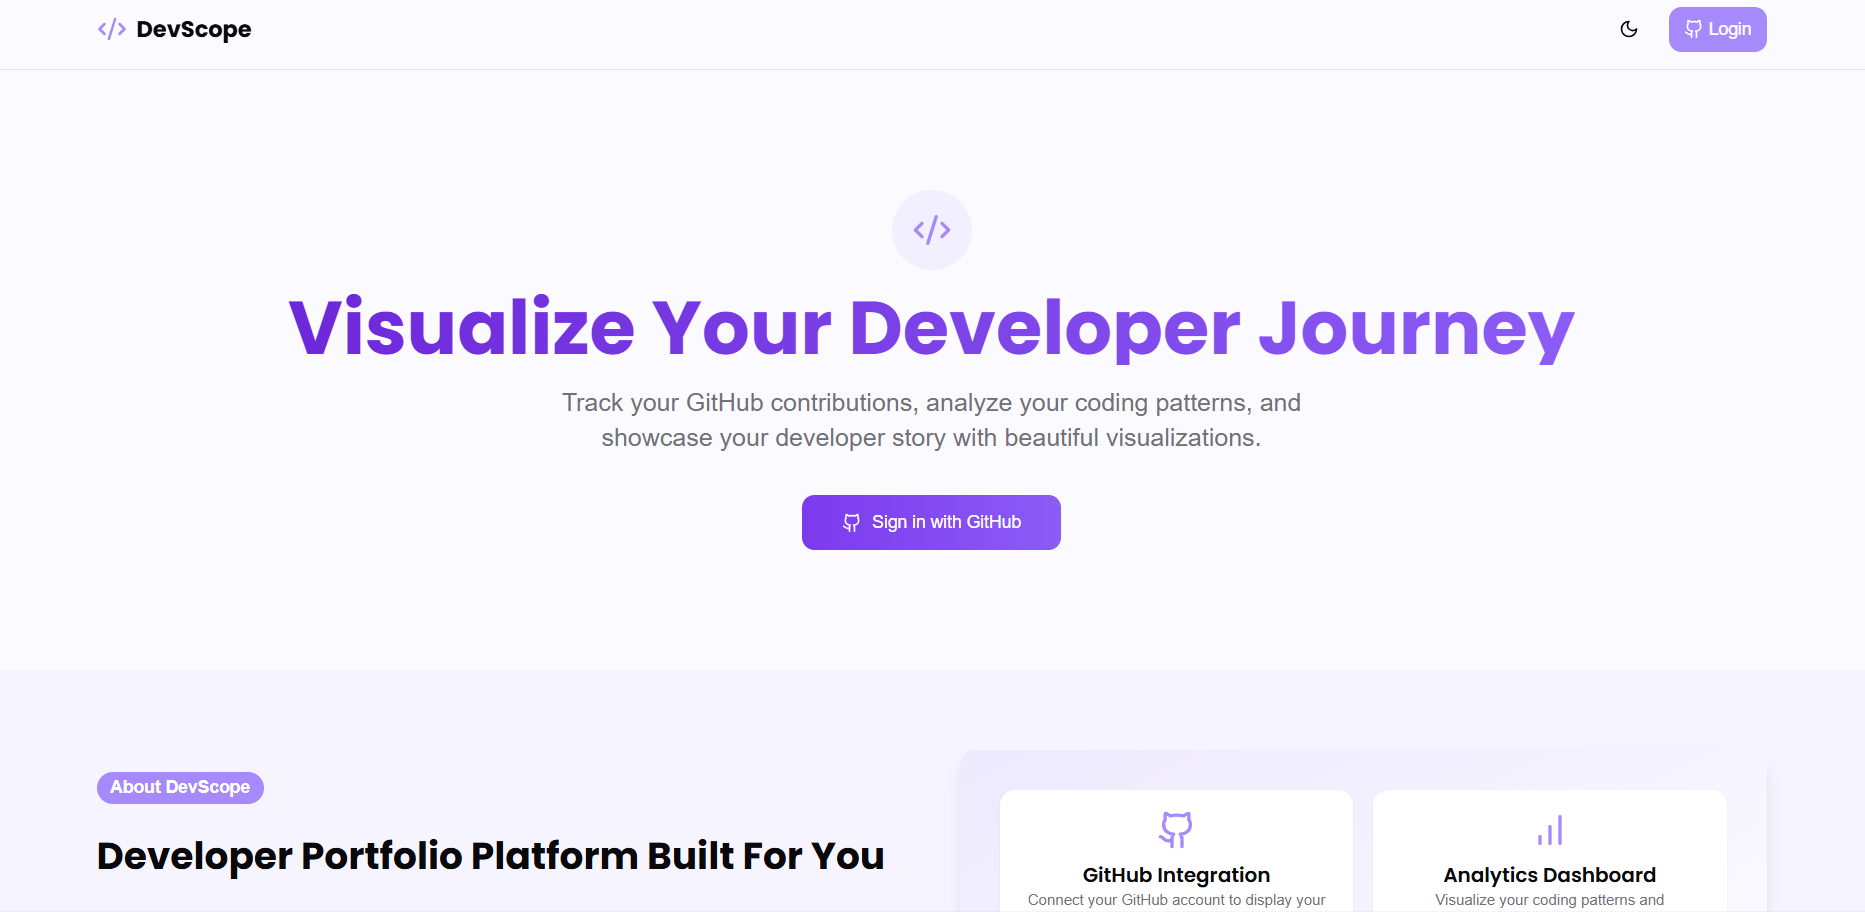 DevScope
Login
Visualize Your Developer Journey
Track your GitHub contributions, analyze your coding patterns, and
showcase your developer story with beautiful visualizations.
Sign in with GitHub
About DevScope
Developer Portfolio Platform Built For You
GitHub Integration
Connect your GitHub account to display your
Analytics Dashboard
Visualize your coding patterns and